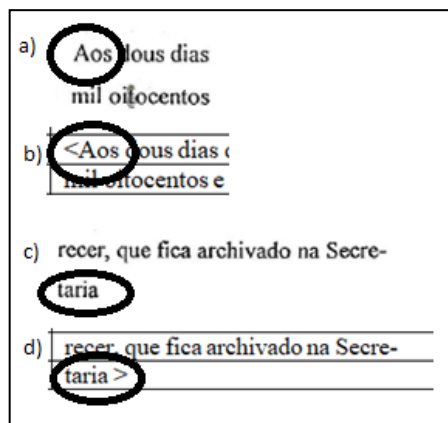 a) Aos dous dias
mil oitocentos
b) <Aos dous dias
mil oitocentos e
c) recer, que fica archivado na Secre-
taria
d) recer, que fica archivado na Secre-
taria >